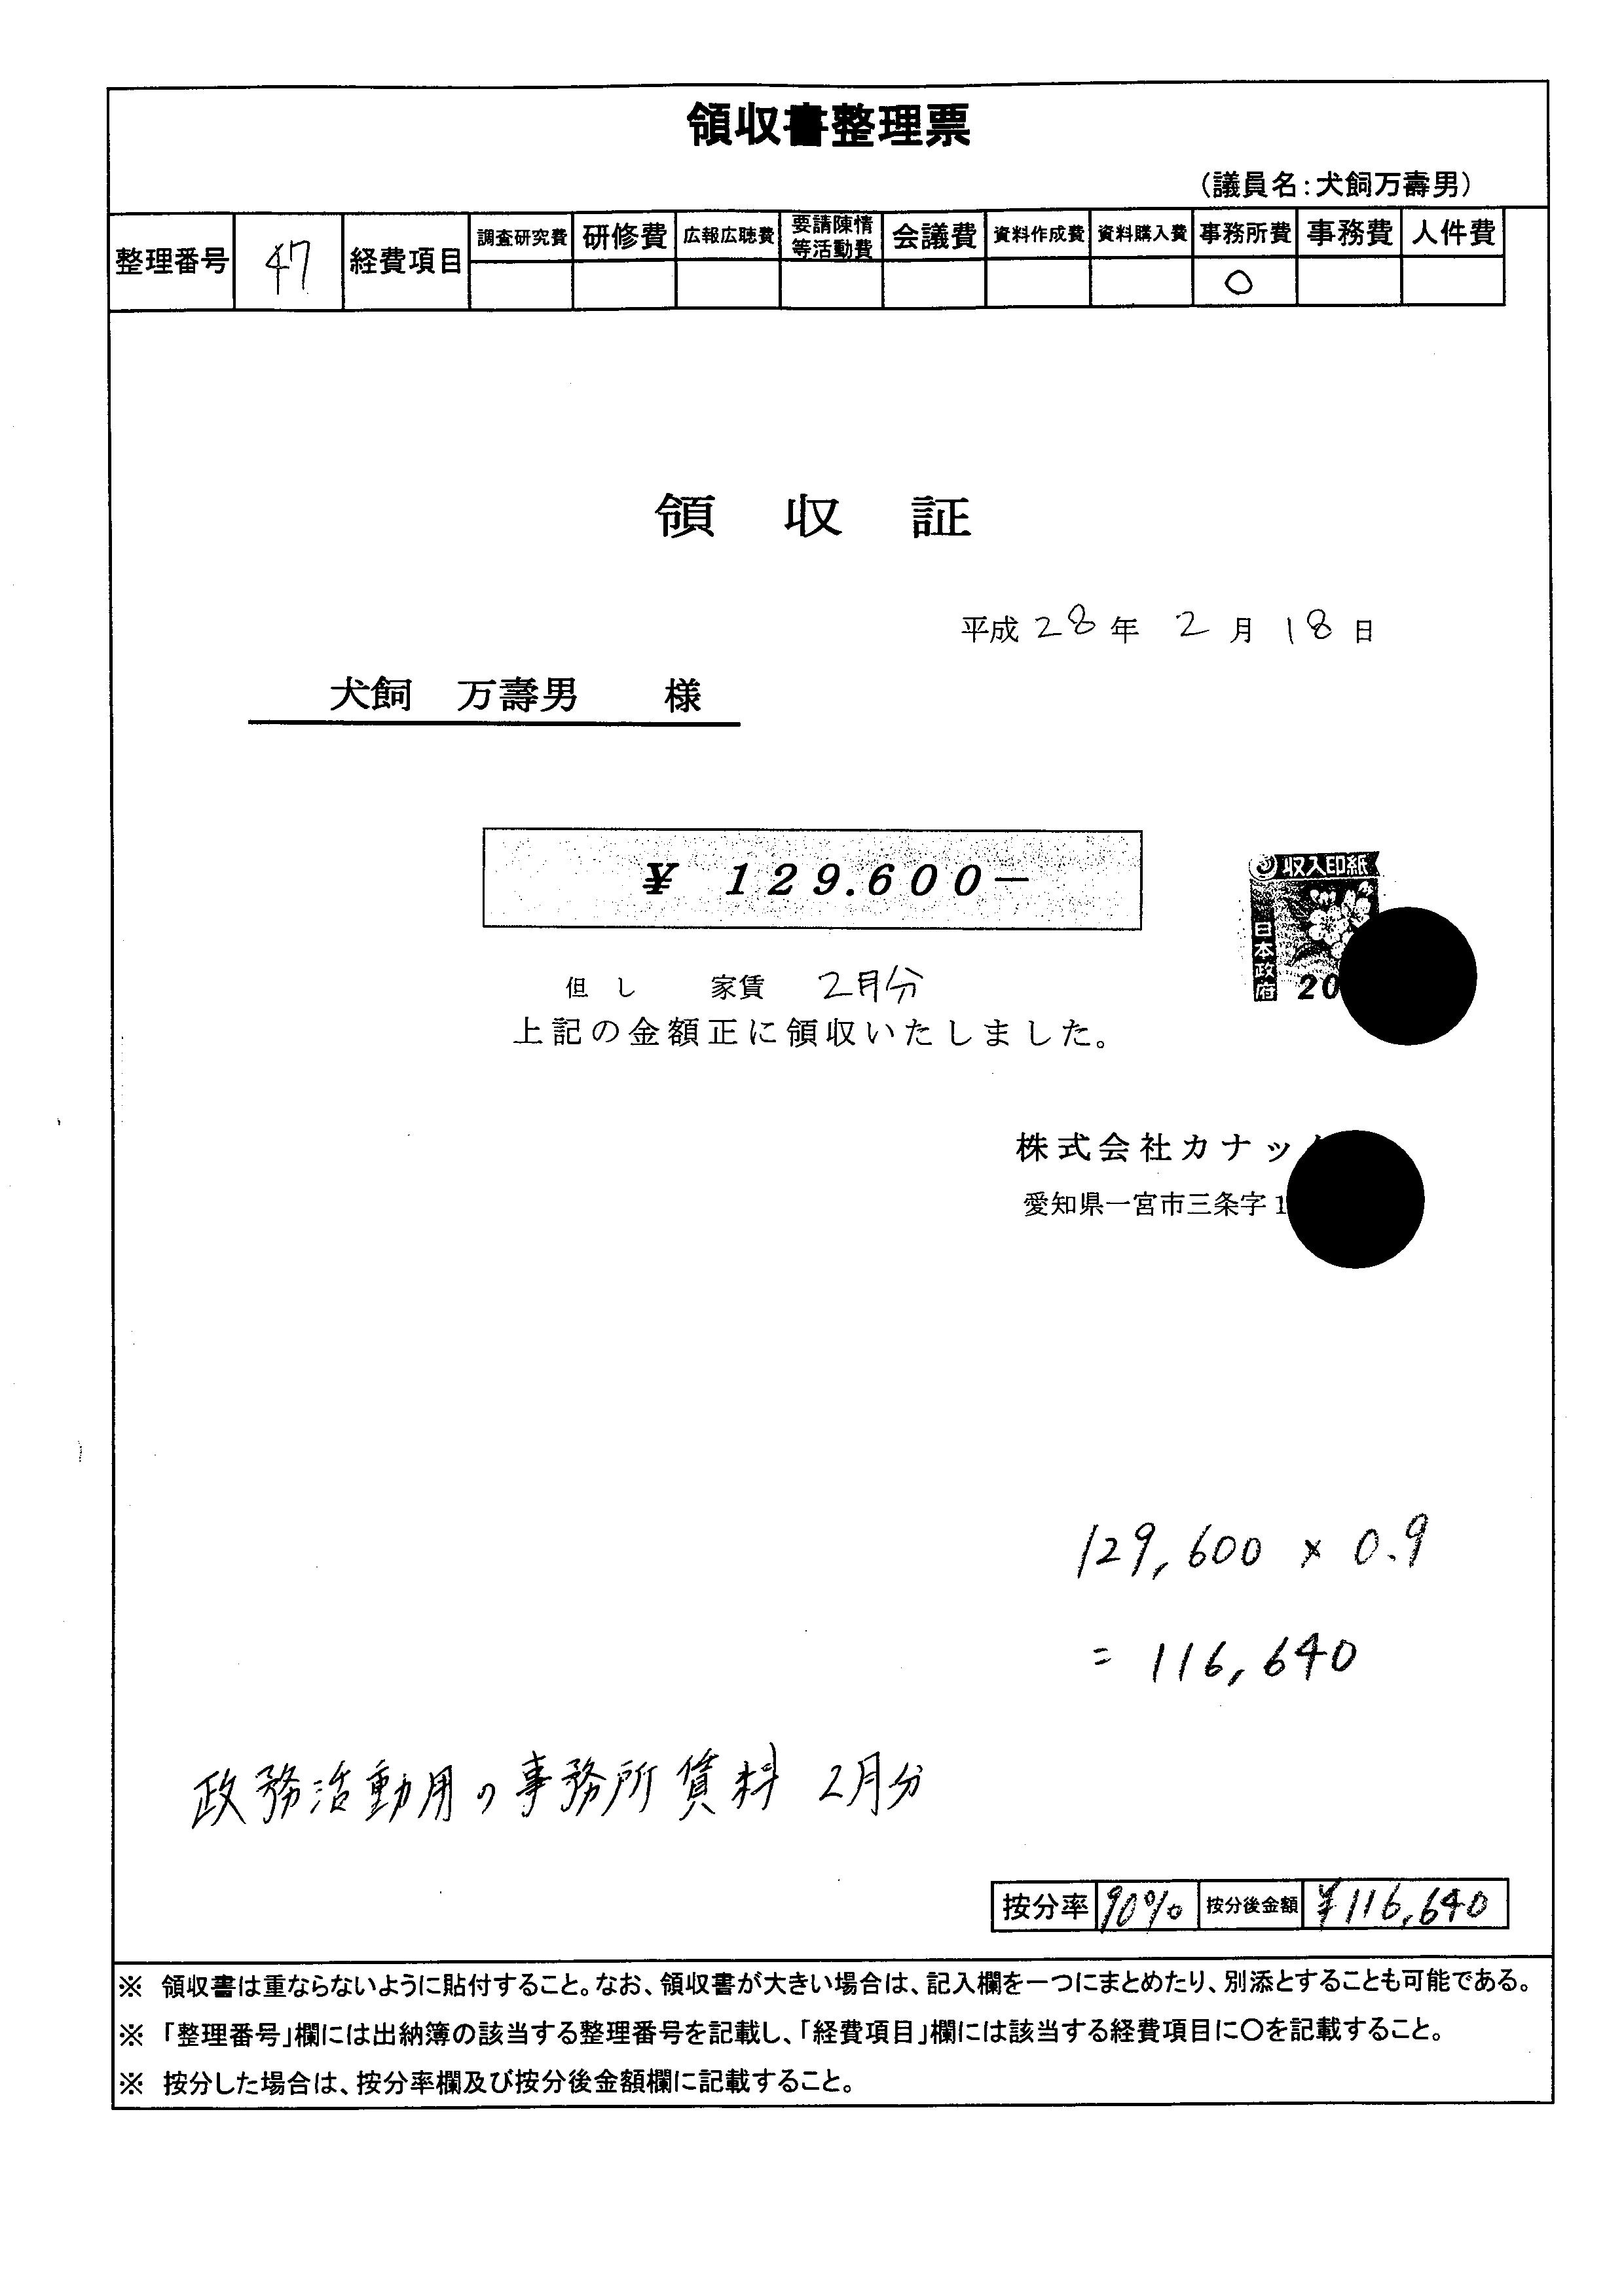 領収書整理票
(議員名:犬飼万壽男)
整理番号 47 経費項目 調査研究費 研修費 広報広聴費 要請陳情等活動費 会議費 資料作成費 資料購入費 事務所費 事務費 人件費
○
領 収 証
平成 28 年 2 月 18 日
犬飼 万壽男 様
¥ 129.600-
収入印紙
日本政府
20
但し 家賃 2月分
上記の金額正に領収いたしました。
株式会社カナッ
愛知県一宮市三条字1
129,600 × 0.9
= 116,640
政務活動用の事務所賃料 2月分
按分率 90% 按分後金額 ¥116,640
※ 領収書は重ならないように貼付すること。なお、領収書が大きい場合は、記入欄を一つにまとめたり、別添とすることも可能である。
※ 「整理番号」欄には出納簿の該当する整理番号を記載し、「経費項目」欄には該当する経費項目に○を記載すること。
※ 按分した場合は、按分率欄及び按分後金額欄に記載すること。